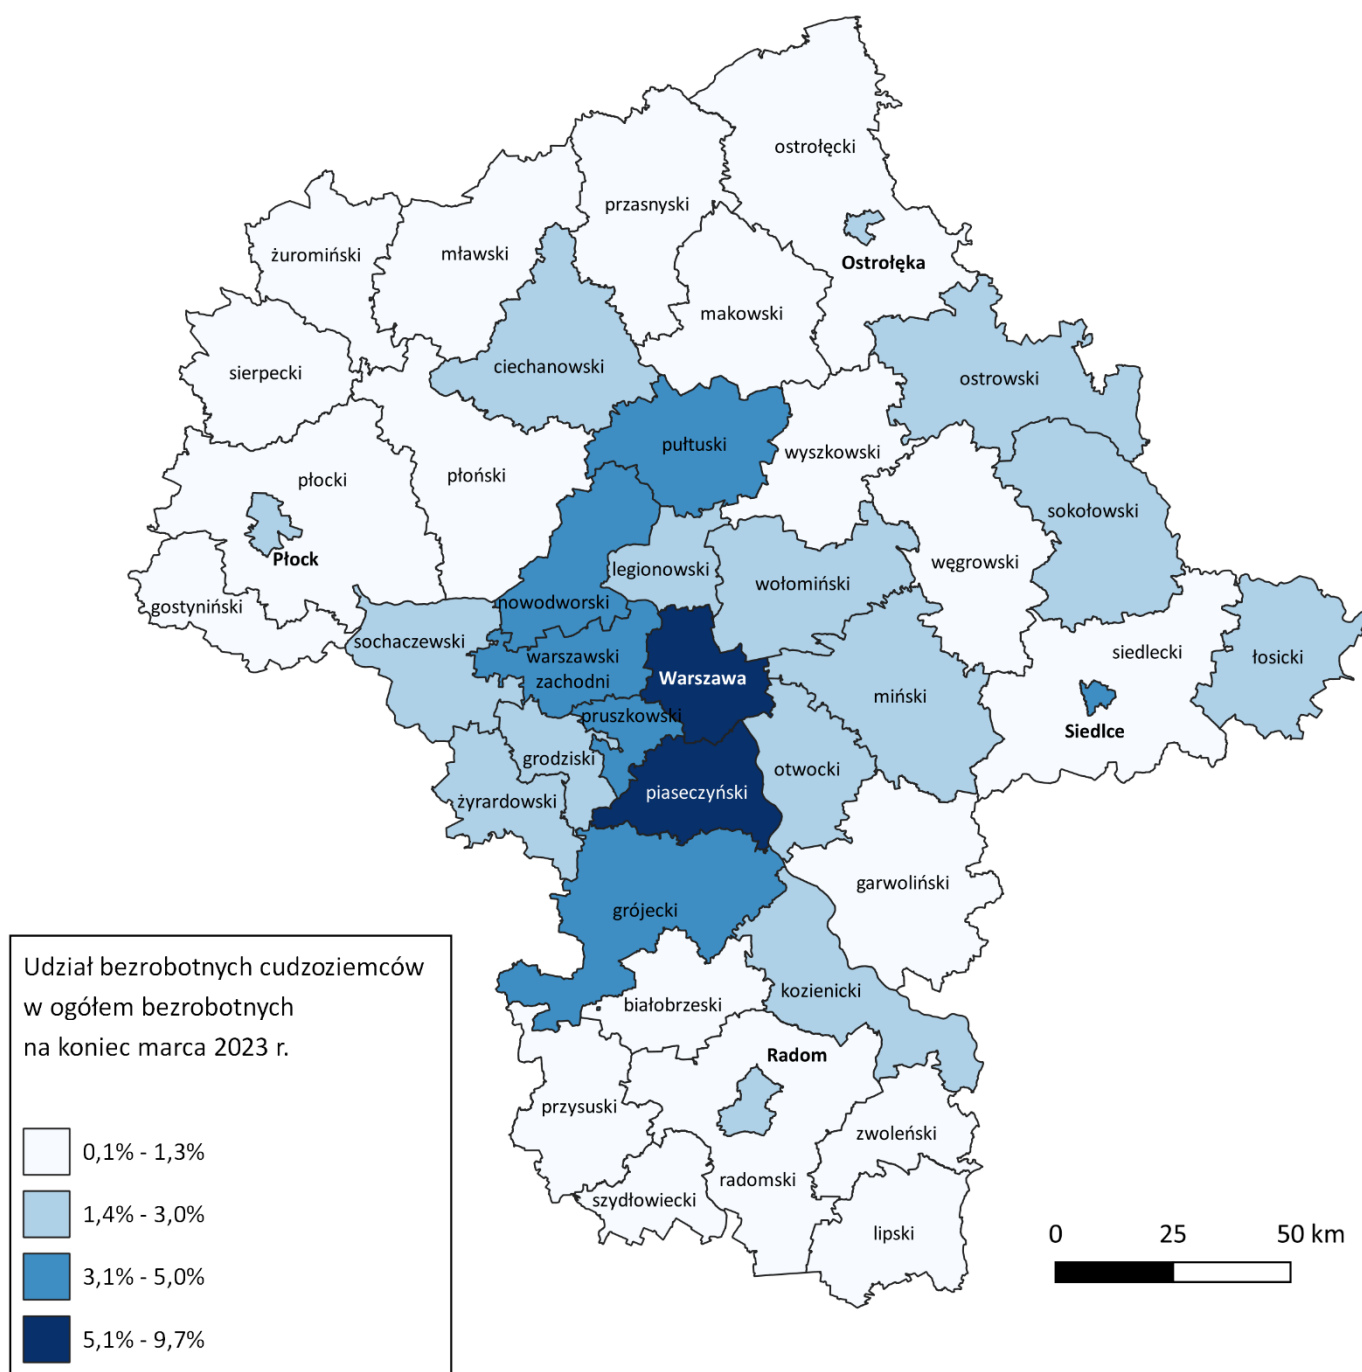 ostrołęcki
przasnyski
żuromiński
mławski
Ostrołęka
makowski
sierpecki
ciechanowski
ostrowski
pułtuski
wyszkowski
płocki
płoński
sokołowski
Płock
legionowski
wołomiński
węgrowski
gostyniński
nowodworski
sochaczewski
warszawski
zachodni
siedlecki
łosicki
Warszawa
miński
pruszkowski
Siedlce
grodziski
otwocki
żyrardowski
piaseczyński
garwoliński
grójecki
kozienicki
białobrzeski
Radom
przysuski
zwoleński
radomski
szydłowiecki
lipski
Udział bezrobotnych cudzoziemców
w ogółem bezrobotnych
na koniec marca 2023 r.
0,1% - 1,3%
1,4% - 3,0%
3,1% - 5,0%
5,1% - 9,7%
0 25 50 km